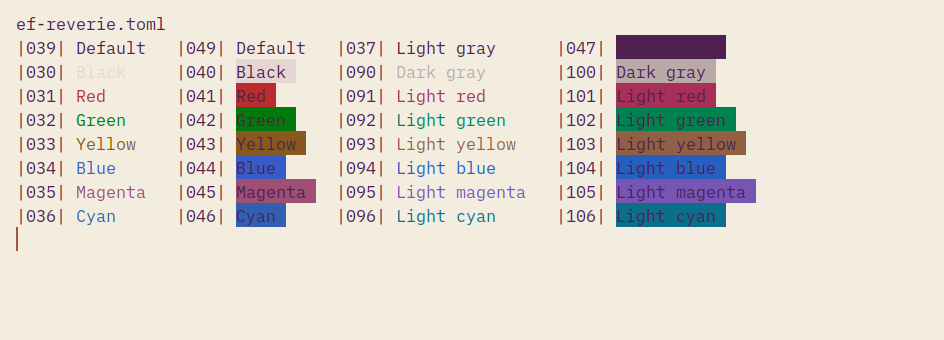 ef-reverie.toml
|039| Default |049| Default |037| Light gray |047|
|030| Black |040| Black |090| Dark gray |100| Dark gray
|031| Red |041| Red |091| Light red |101| Light red
|032| Green |042| Green |092| Light green |102| Light green
|033| Yellow |043| Yellow |093| Light yellow |103| Light yellow
|034| Blue |044| Blue |094| Light blue |104| Light blue
|035| Magenta |045| Magenta |095| Light magenta |105| Light magenta
|036| Cyan |046| Cyan |096| Light cyan |106| Light cyan